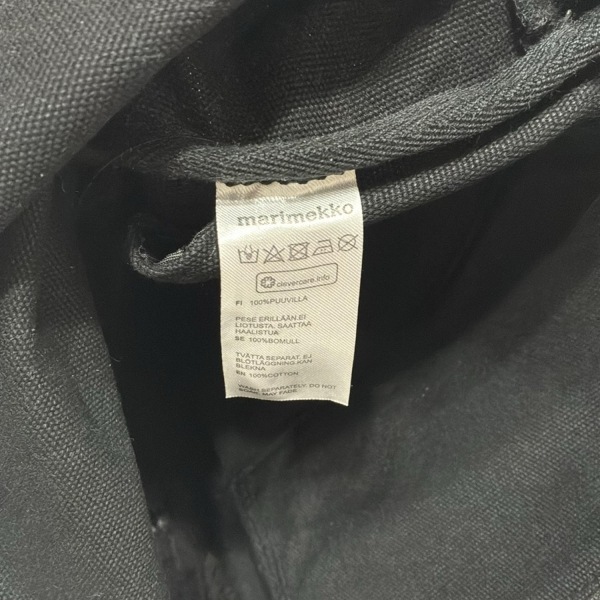 marimekko
clevercare.info
FI 100%PUUVILLA
PESE ERILLÄÄN.EI
LIOTUSTA, SAATTAA
HAALISTUA
SE 100%BOMULL
TVÄTTA SEPARAT. EJ
BLÖTLÄGGNING.KAN
BLEKNA
EN 100%COTTON
WASH SEPARATELY, DO NOT
SOAK, MAY FADE